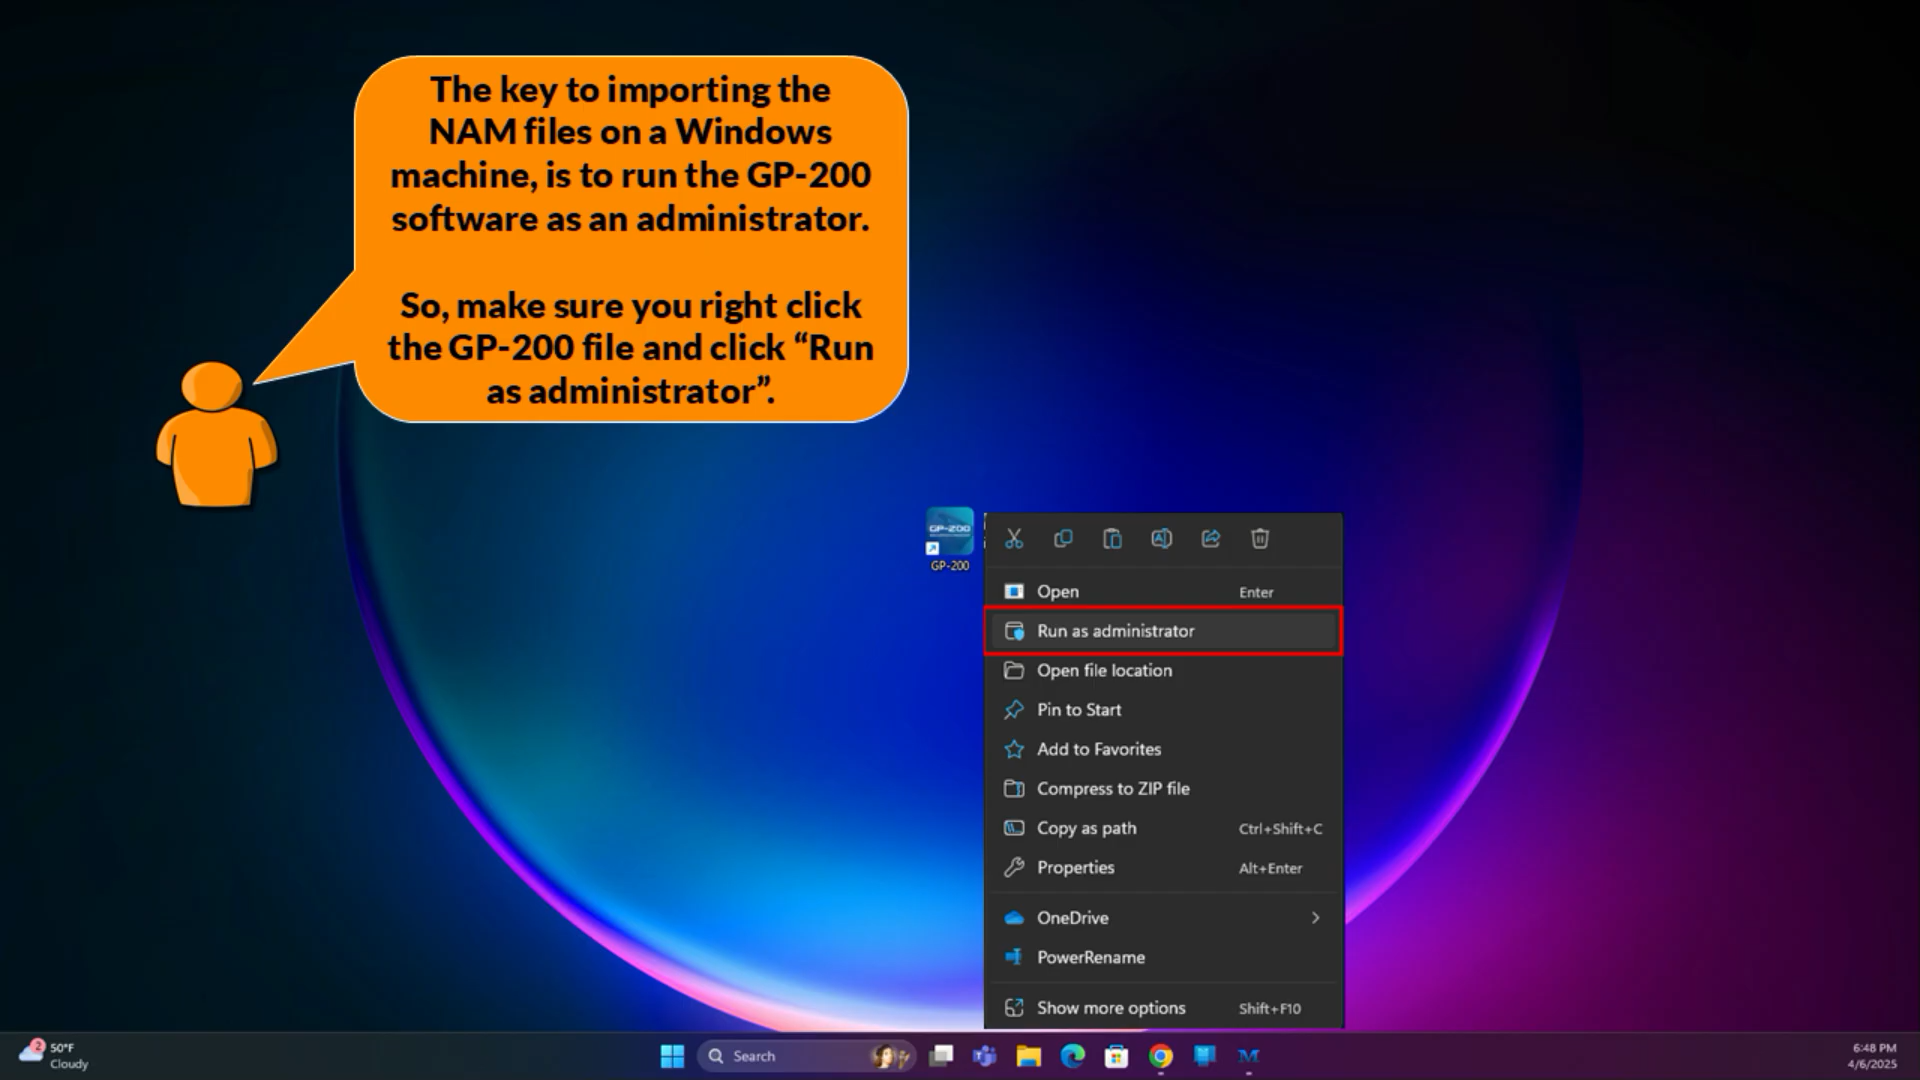 The key to importing the
NAM files on a Windows
machine, is to run the GP-200
software as an administrator.
So, make sure you right click
the GP-200 file and click “Run
as administrator”.
GP-200
GP-200
Open Enter
Run as administrator
Open file location
Pin to Start
Add to Favorites
Compress to ZIP file
Copy as path Ctrl+Shift+C
Properties Alt+Enter
OneDrive
PowerRename
Show more options Shift+F10
2
50°F
Cloudy
Search
6:48 PM
4/6/2025